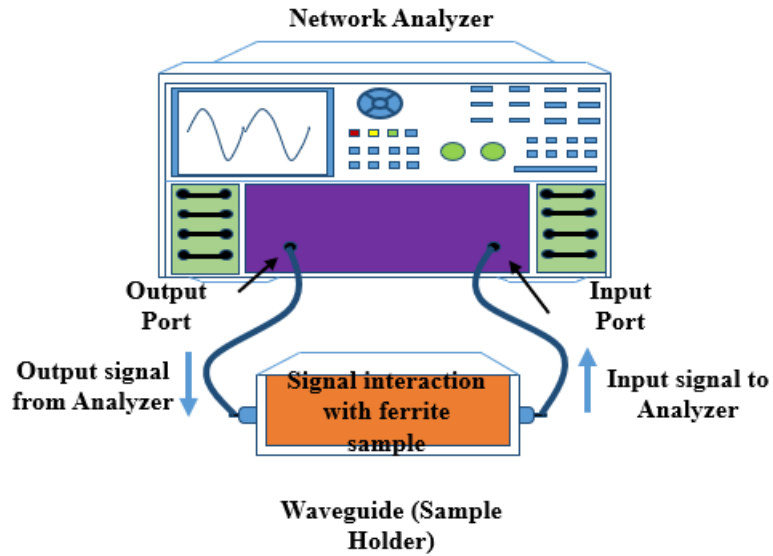 Network Analyzer
Output
Port
Input
Port
Output signal
from Analyzer
Signal interaction
with ferrite
sample
Input signal to
Analyzer
Waveguide (Sample
Holder)